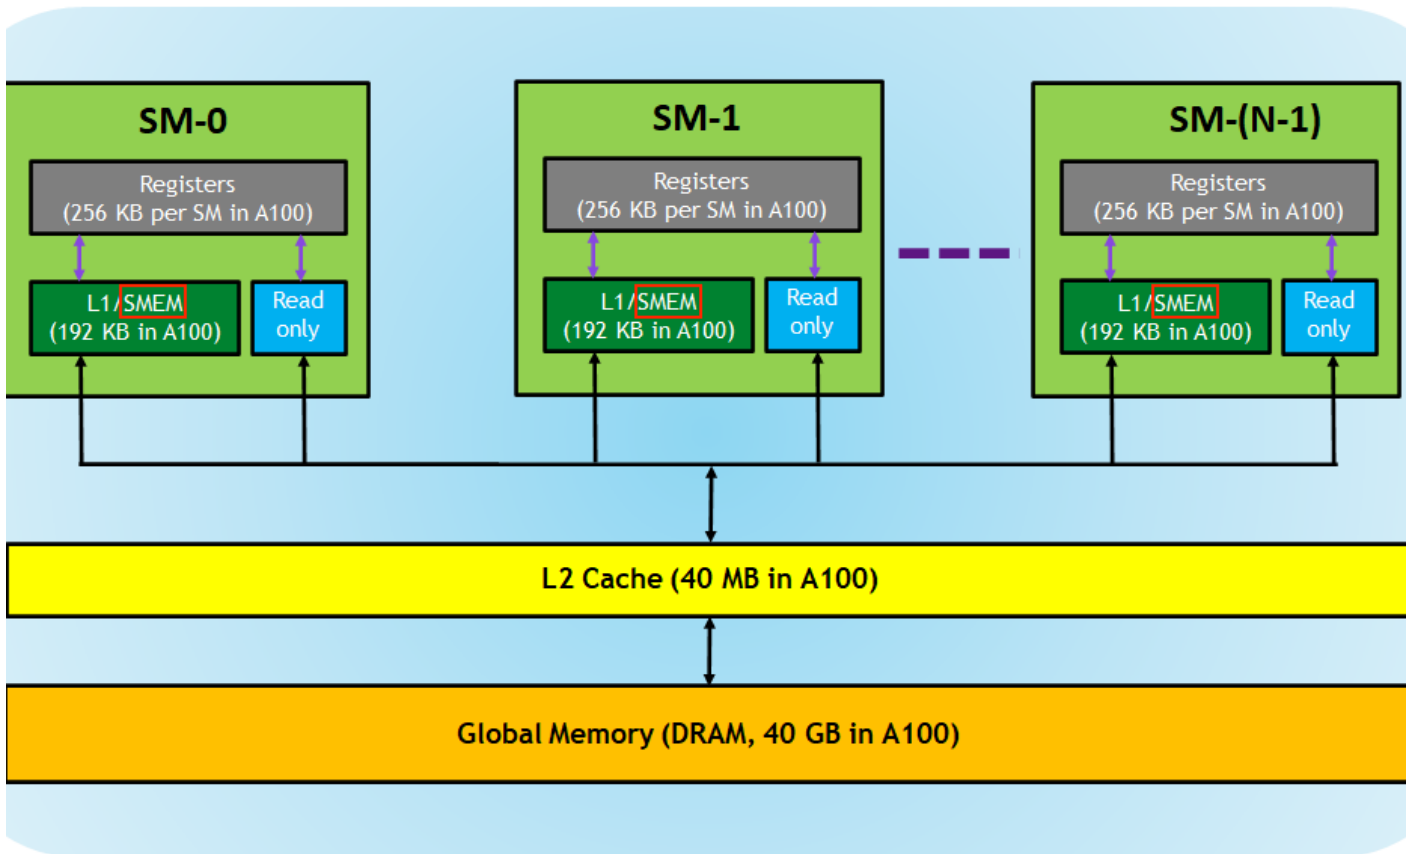 SM-0
Registers
(256 KB per SM in A100)
L1/SMEM
(192 KB in A100)
Read
only
SM-1
Registers
(256 KB per SM in A100)
L1/SMEM
(192 KB in A100)
Read
only
SM-(N-1)
Registers
(256 KB per SM in A100)
L1/SMEM
(192 KB in A100)
Read
only
L2 Cache (40 MB in A100)
Global Memory (DRAM, 40 GB in A100)